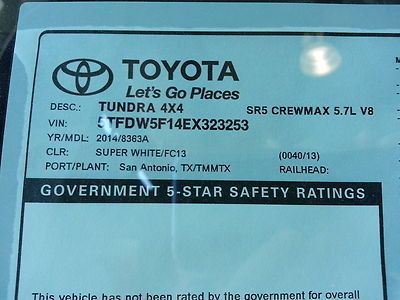 TOYOTA
Let's Go Places
DESC.: TUNDRA 4X4 SR5 CREWMAX 5.7L V8
VIN: 5TFDW5F14EX323253
YR/MDL: 2014/8363A
CLR: SUPER WHITE/FC13 (0040/13)
PORT/PLANT: San Antonio, TX/TMMTX RAILHEAD:
GOVERNMENT 5-STAR SAFETY RATINGS
This vehicle has not been rated by the government for overall